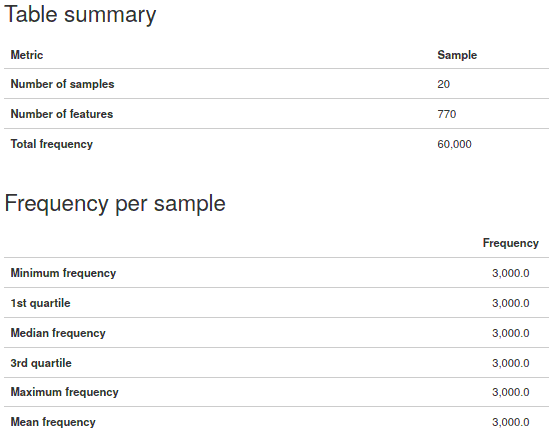 Table summary
Metric Sample
Number of samples 20
Number of features 770
Total frequency 60,000
Frequency per sample
Frequency
Minimum frequency 3,000.0
1st quartile 3,000.0
Median frequency 3,000.0
3rd quartile 3,000.0
Maximum frequency 3,000.0
Mean frequency 3,000.0